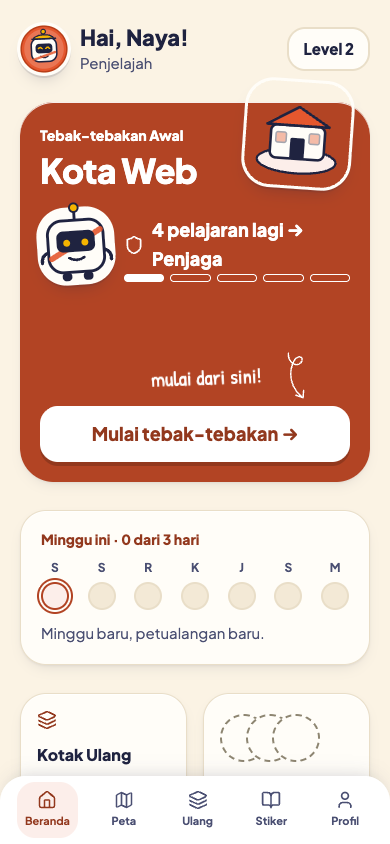 Hai, Naya!
Penjelajah
Level 2
Tebak-tebakan Awal
Kota Web
4 pelajaran lagi →
Penjaga
mulai dari sini!
Mulai tebak-tebakan →
Minggu ini · 0 dari 3 hari
S S R K J S M
Minggu baru, petualangan baru.
Kotak Ulang
Beranda Peta Ulang Stiker Profil